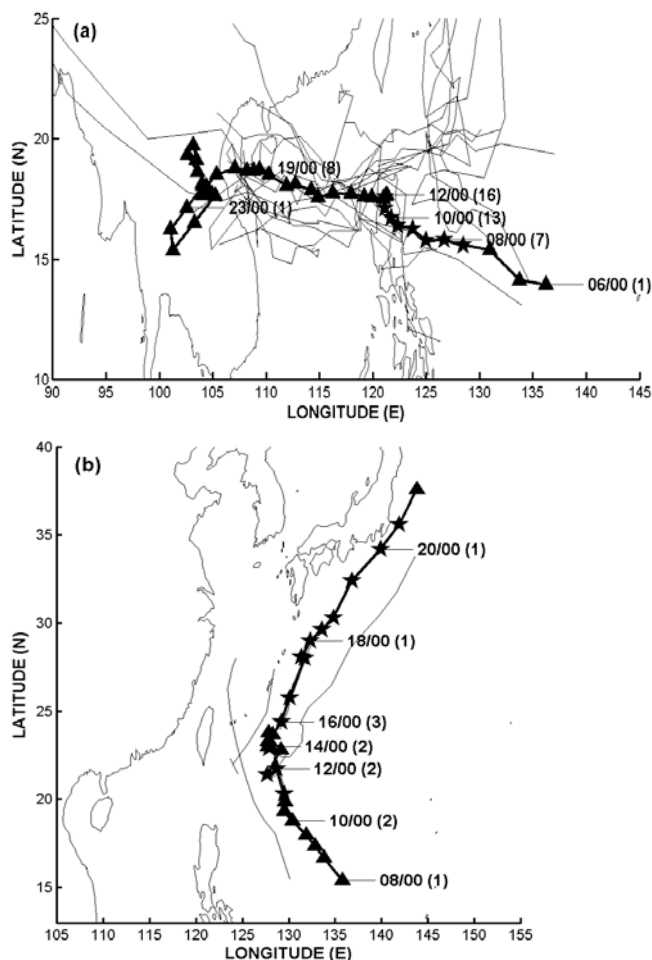 (a)
25
20
15
10
LATITUDE (N)
19/00 (8)
12/00 (16)
10/00 (13)
23/00 (1)
08/00 (7)
06/00 (1)
90 95 100 105 110 115 120 125 130 135 140 145
LONGITUDE (E)
(b)
40
35
30
25
20
15
LATITUDE (N)
20/00 (1)
18/00 (1)
16/00 (3)
14/00 (2)
12/00 (2)
10/00 (2)
08/00 (1)
105 110 115 120 125 130 135 140 145 150 155
LONGITUDE (E)